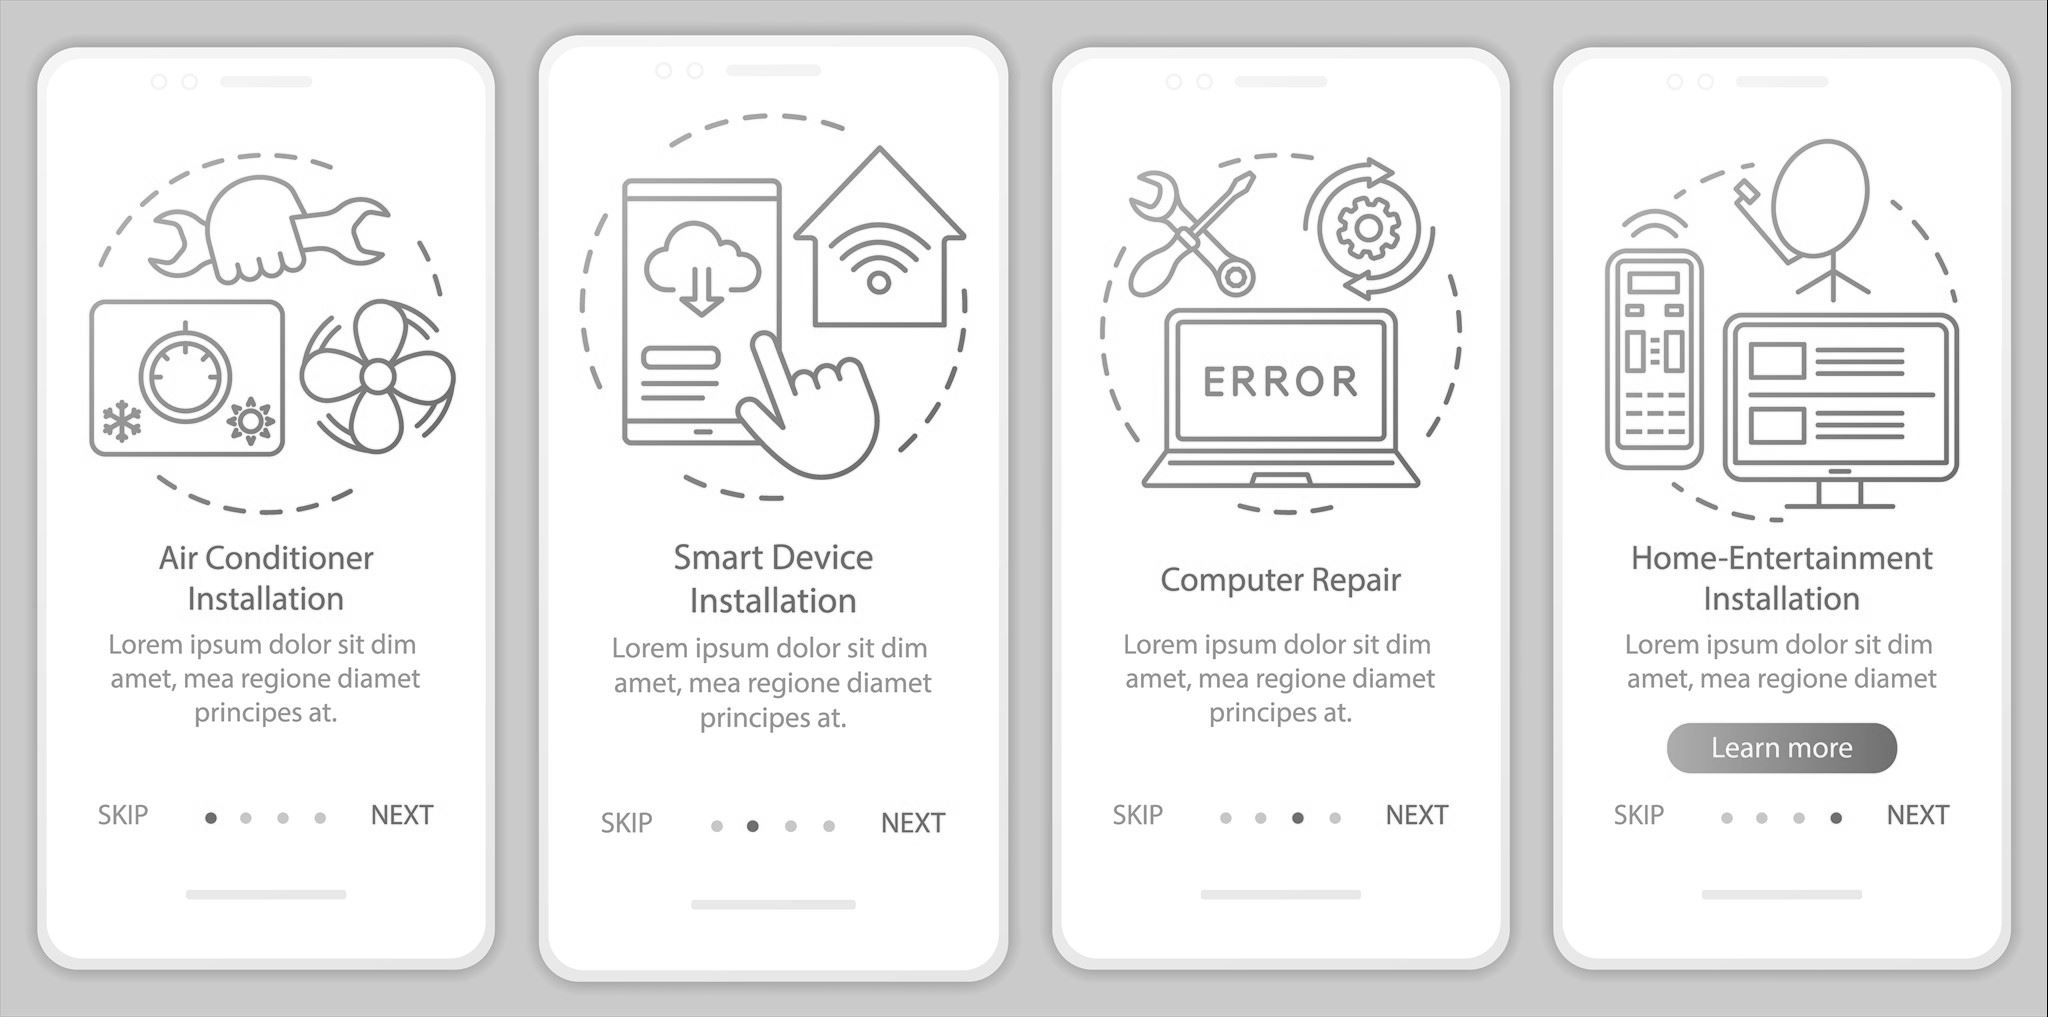 Air Conditioner
Installation
Lorem ipsum dolor sit dim
amet, mea regione diamet
principes at.
SKIP
NEXT
Smart Device
Installation
Lorem ipsum dolor sit dim
amet, mea regione diamet
principes at.
SKIP
NEXT
ERROR
Computer Repair
Lorem ipsum dolor sit dim
amet, mea regione diamet
principes at.
SKIP
NEXT
Home-Entertainment
Installation
Lorem ipsum dolor sit dim
amet, mea regione diamet
Learn more
SKIP
NEXT